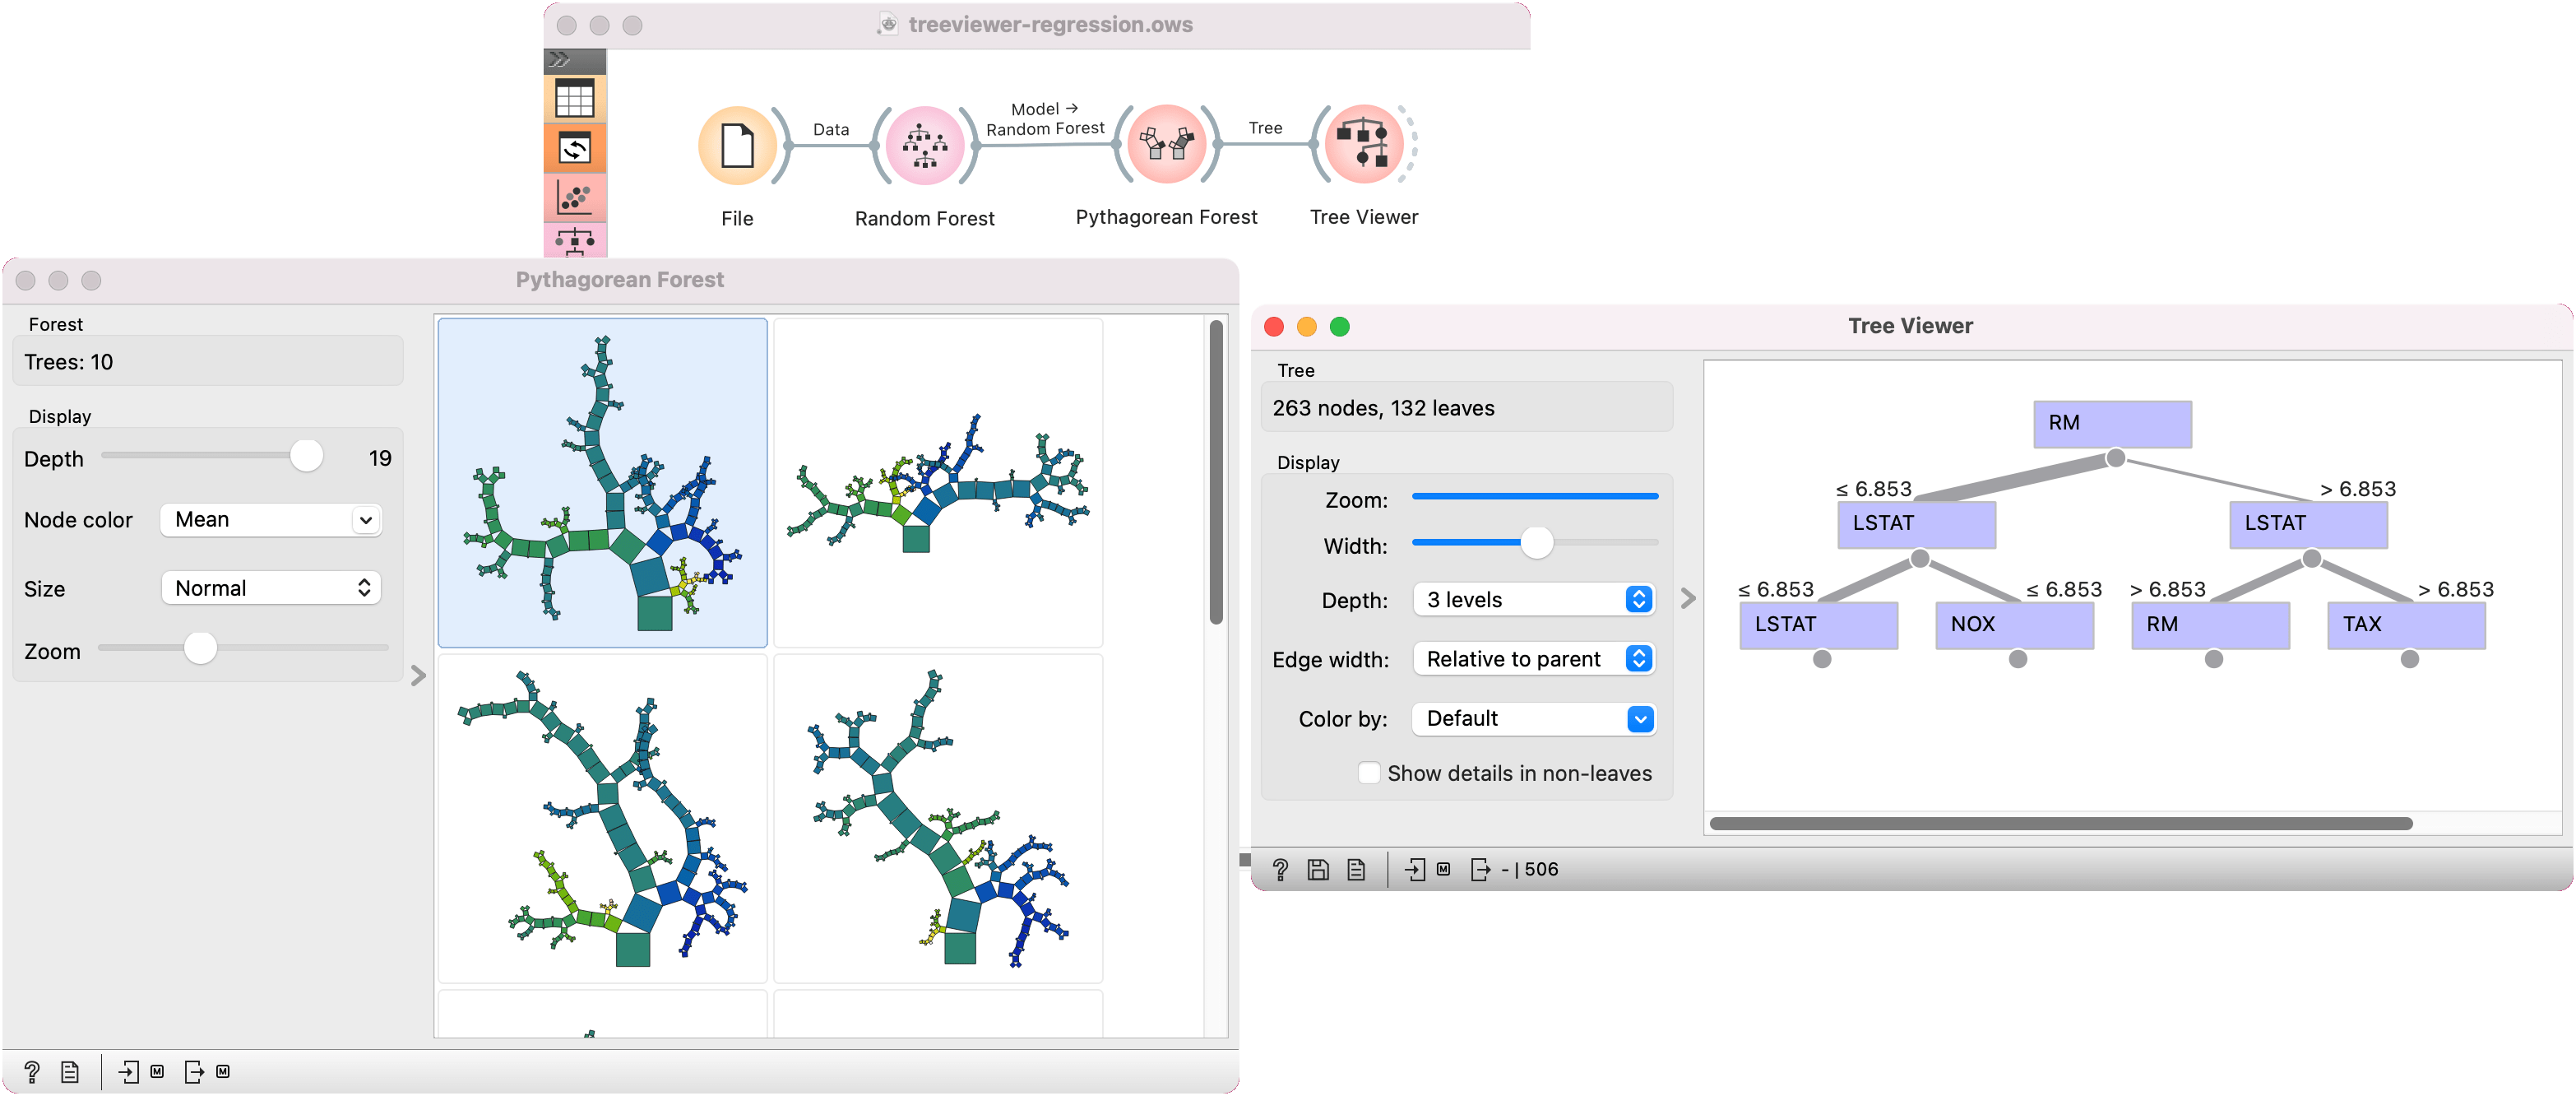 treeviewer-regression.ows
Data
Model →
Random Forest
Tree
File
Random Forest
Pythagorean Forest
Tree Viewer
Pythagorean Forest
Forest
Trees: 10
Display
Depth
19
Node color
Mean
Size
Normal
Zoom
Tree Viewer
Tree
263 nodes, 132 leaves
Display
Zoom:
Width:
Depth:
3 levels
Edge width:
Relative to parent
Color by:
Default
Show details in non-leaves
RM
≤ 6.853
> 6.853
LSTAT
LSTAT
≤ 6.853
≤ 6.853
> 6.853
> 6.853
LSTAT
NOX
RM
TAX
? M - | 506
? M M